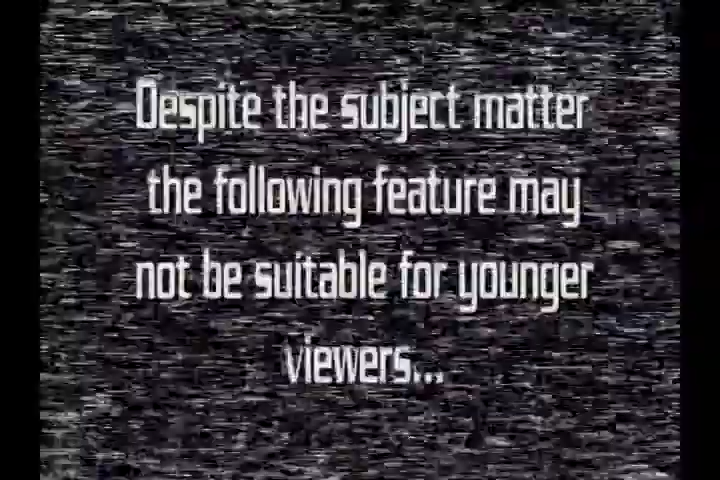 Despite the subject matter
the following feature may
not be suitable for younger
viewers...